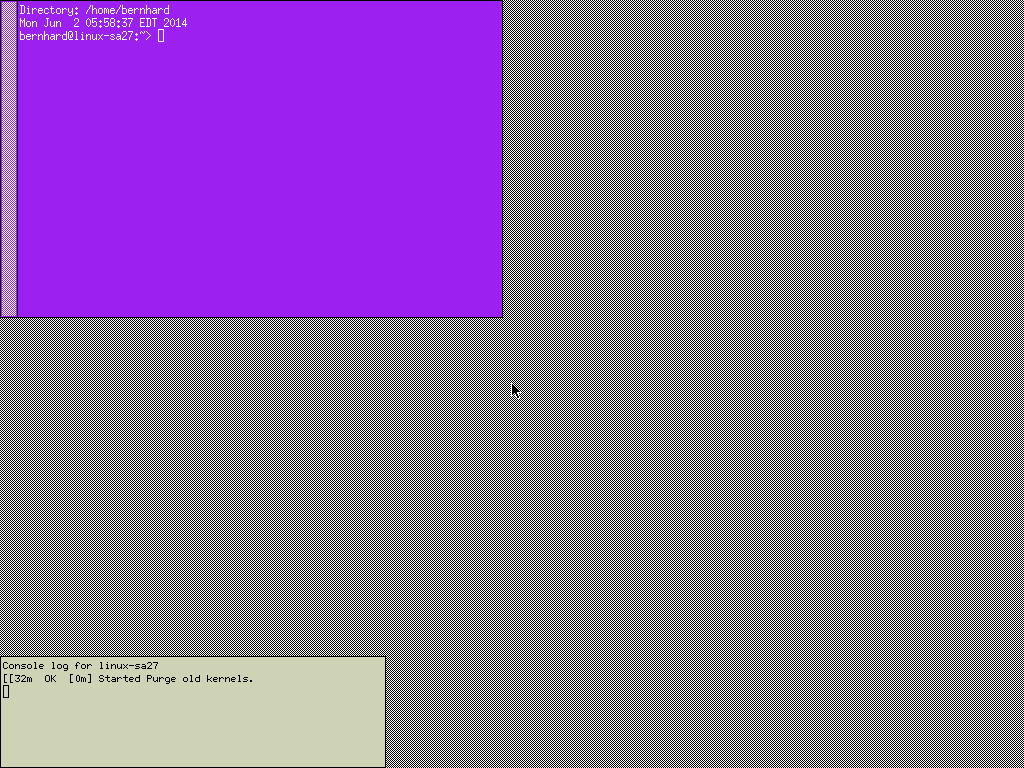 Directory: /home/bernhard
Mon Jun  2 05:58:37 EDT 2014
bernhard@linux-sa27:~>
Console log for linux-sa27
[[32m  OK  [0m] Started Purge old kernels.